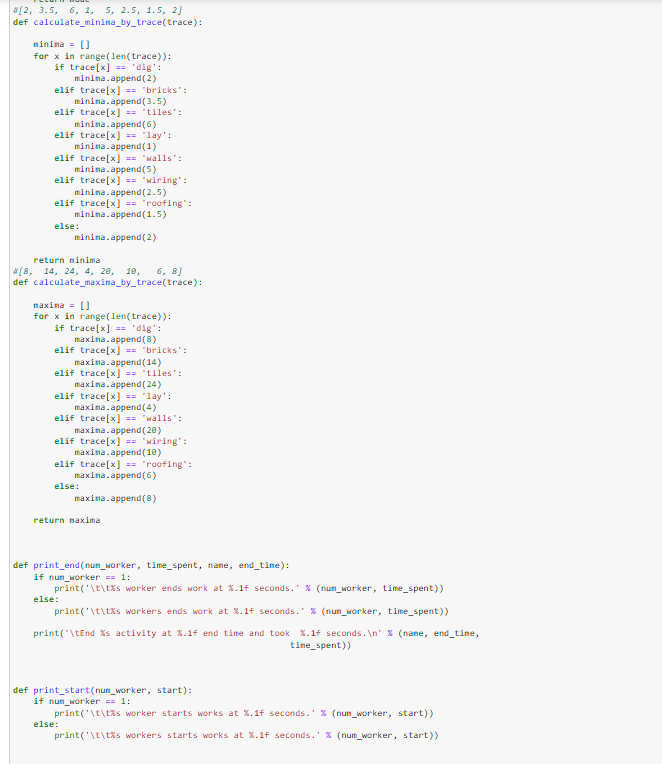 return mode
#[2, 3.5,  6, 1,  5, 2.5, 1.5, 2]
def calculate_minima_by_trace(trace):

    minima = []
    for x in range(len(trace)):
        if trace[x] == 'dig':
            minima.append(2)
        elif trace[x] == 'bricks':
            minima.append(3.5)
        elif trace[x] == 'tiles':
            minima.append(6)
        elif trace[x] == 'lay':
            minima.append(1)
        elif trace[x] == 'walls':
            minima.append(5)
        elif trace[x] == 'wiring':
            minima.append(2.5)
        elif trace[x] == 'roofing':
            minima.append(1.5)
        else:
            minima.append(2)

    return minima
#[8,  14, 24, 4, 20,  10,   6, 8]
def calculate_maxima_by_trace(trace):

    maxima = []
    for x in range(len(trace)):
        if trace[x] == 'dig':
            maxima.append(8)
        elif trace[x] == 'bricks':
            maxima.append(14)
        elif trace[x] == 'tiles':
            maxima.append(24)
        elif trace[x] == 'lay':
            maxima.append(4)
        elif trace[x] == 'walls':
            maxima.append(20)
        elif trace[x] == 'wiring':
            maxima.append(10)
        elif trace[x] == 'roofing':
            maxima.append(6)
        else:
            maxima.append(8)

    return maxima

def print_end(num_worker, time_spent, name, end_time):
    if num_worker == 1:
        print('\t\t%s worker ends work at %.1f seconds.' % (num_worker, time_spent))
    else:
        print('\t\t%s workers ends work at %.1f seconds.' % (num_worker, time_spent))

    print('\tEnd %s activity at %.1f end time and took  %.1f seconds.\n' % (name, end_time,
                                                     time_spent))

def print_start(num_worker, start):
    if num_worker == 1:
        print('\t\t%s worker starts works at %.1f seconds.' % (num_worker, start))
    else:
        print('\t\t%s workers starts works at %.1f seconds.' % (num_worker, start))